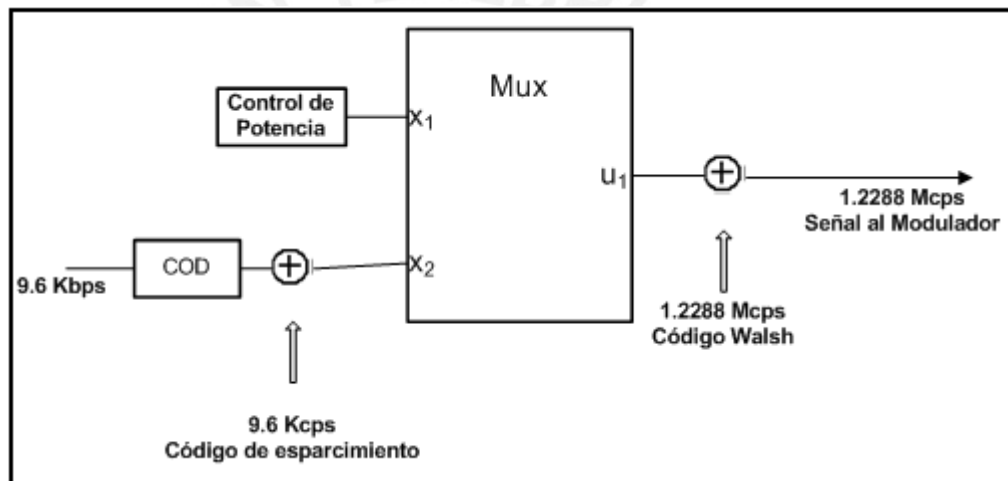 Mux
Control de
Potencia
x1
u1
1.2288 Mcps
Señal al Modulador
COD
x2
9.6 Kbps
1.2288 Mcps
Código Walsh
9.6 Kcps
Código de esparcimiento